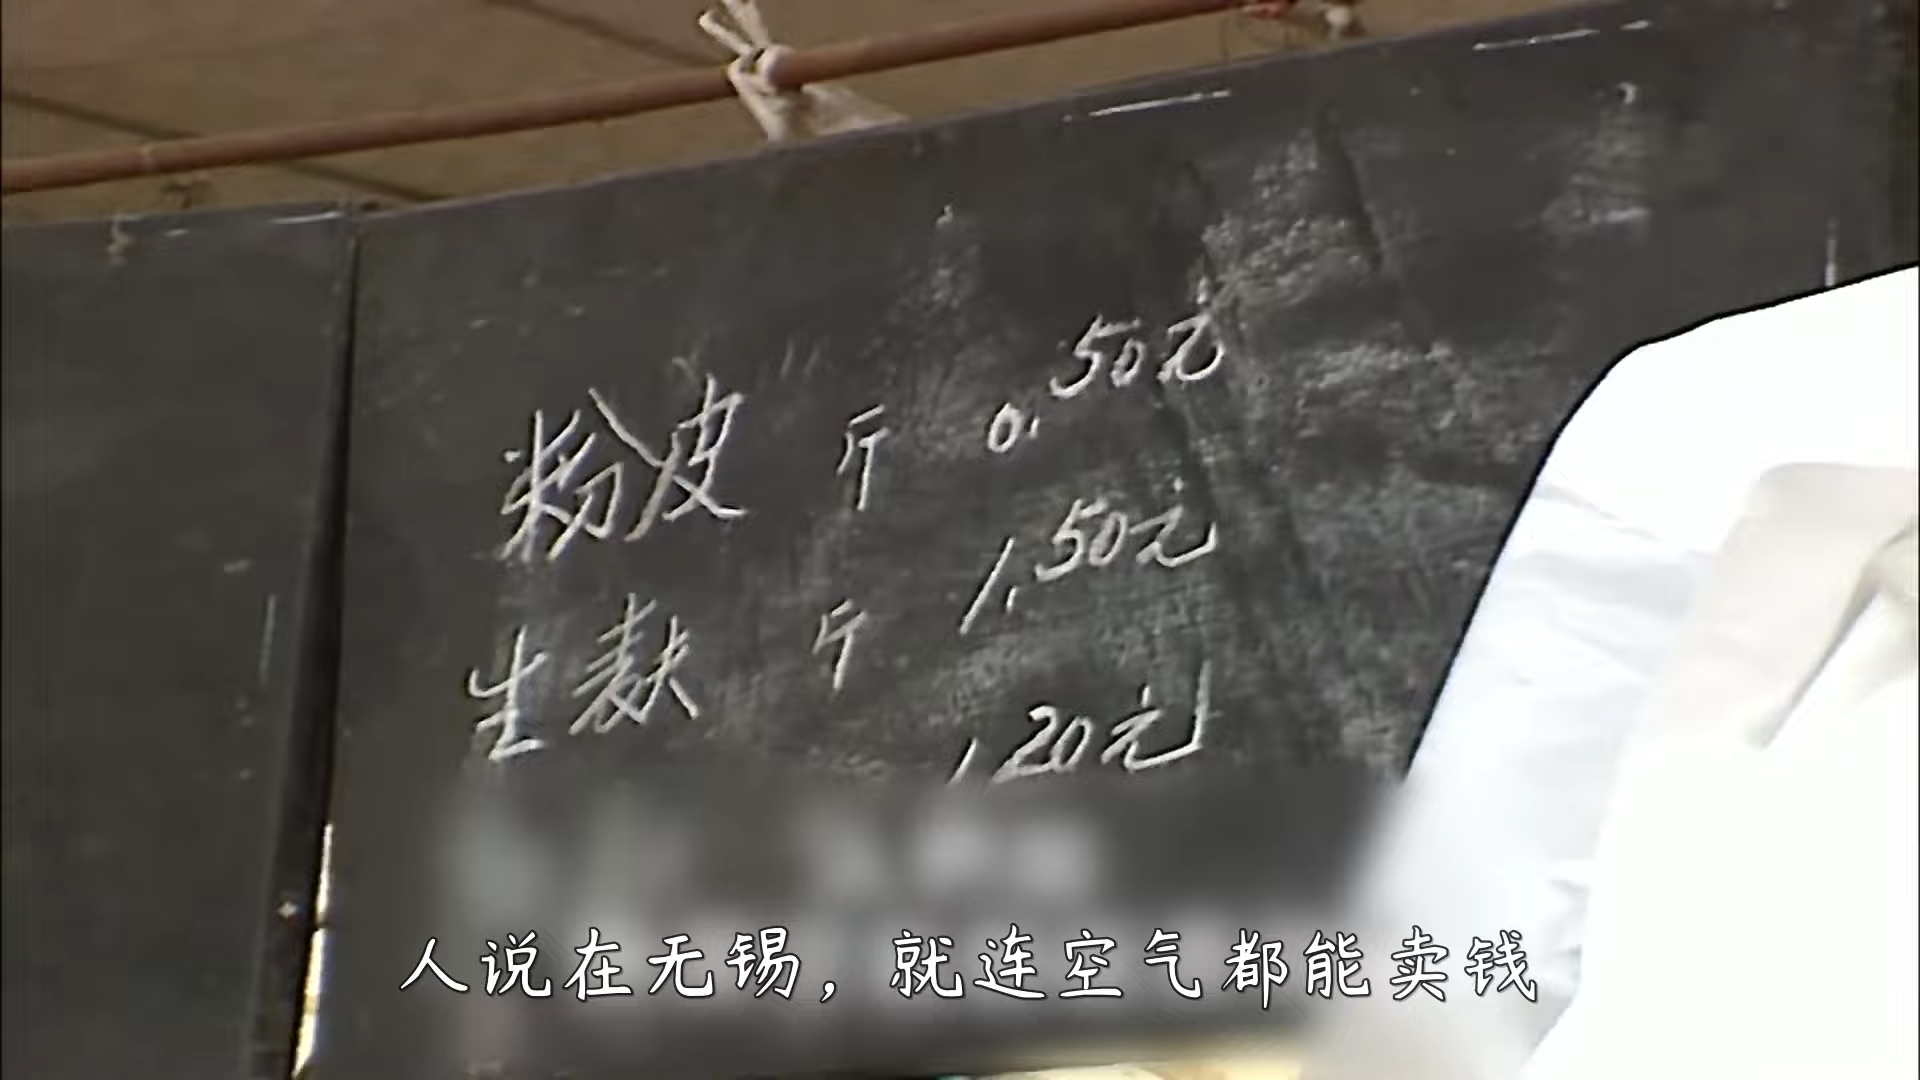 粉皮 斤 0.50元
生麸 斤 1.50元
1.20元
人说在无锡，就连空气都能卖钱